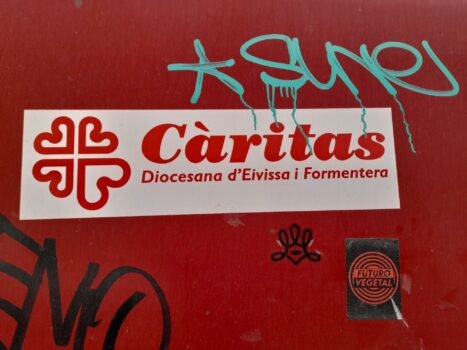 Càritas
Diocesana d'Eivissa i Formentera
FUTURO
VEGETAL